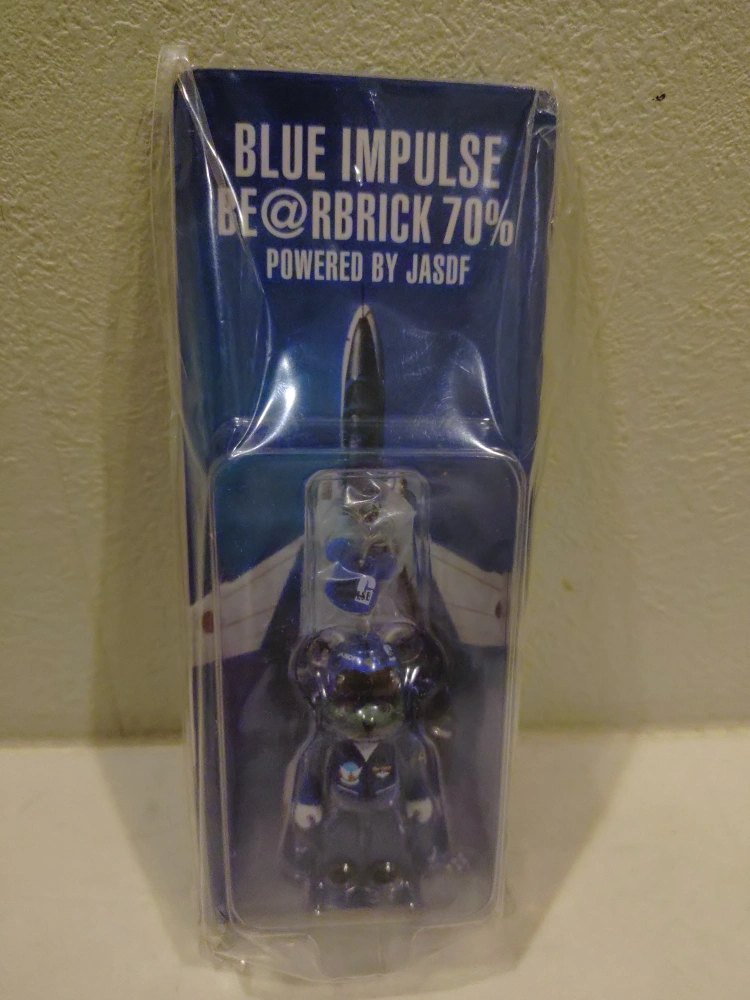 BLUE IMPULSE
BE@RBRICK 70%
POWERED BY JASDF